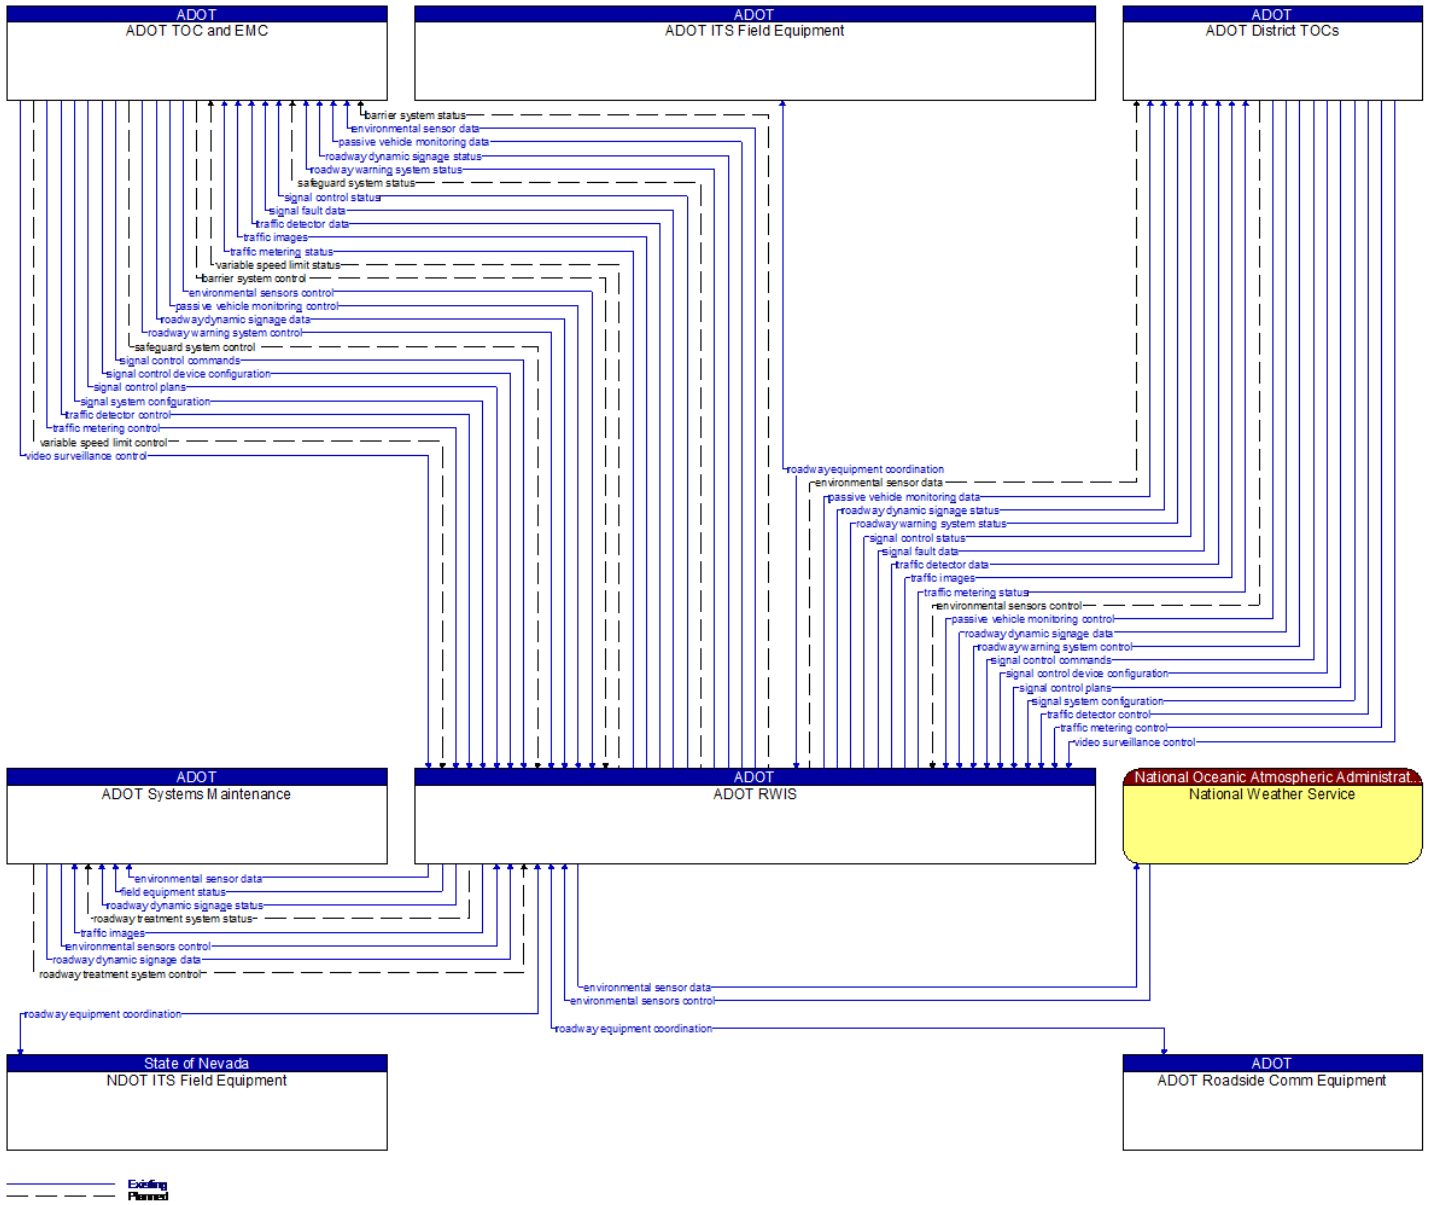 ADOT
ADOT TOC and EMC
ADOT
ADOT ITS Field Equipment
ADOT
ADOT District TOCs
barrier system status
environmental sensor data
passive vehicle monitoring data
roadway dynamic signage status
roadway warning system status
safeguard system status
signal control status
signal fault data
traffic detector data
traffic images
traffic metering status
variable speed limit status
barrier system control
environmental sensors control
passive vehicle monitoring control
roadway dynamic signage data
roadway warning system control
safeguard system control
signal control commands
signal control device configuration
signal control plans
signal system configuration
traffic detector control
traffic metering control
variable speed limit control
video surveillance control
roadway equipment coordination
environmental sensor data
passive vehicle monitoring data
roadway dynamic signage status
roadway warning system status
signal control status
signal fault data
traffic detector data
traffic images
traffic metering status
environmental sensors control
passive vehicle monitoring control
roadway dynamic signage data
roadway warning system control
signal control commands
signal control device configuration
signal control plans
signal system configuration
traffic detector control
traffic metering control
video surveillance control
ADOT
ADOT Systems Maintenance
ADOT
ADOT RWIS
National Oceanic Atmospheric Administrat...
National Weather Service
environmental sensor data
field equipment status
roadway dynamic signage status
roadway treatment system status
traffic images
environmental sensors control
roadway dynamic signage data
roadway treatment system control
environmental sensor data
environmental sensors control
roadway equipment coordination
roadway equipment coordination
State of Nevada
NDOT ITS Field Equipment
ADOT
ADOT Roadside Comm Equipment
Existing
Planned